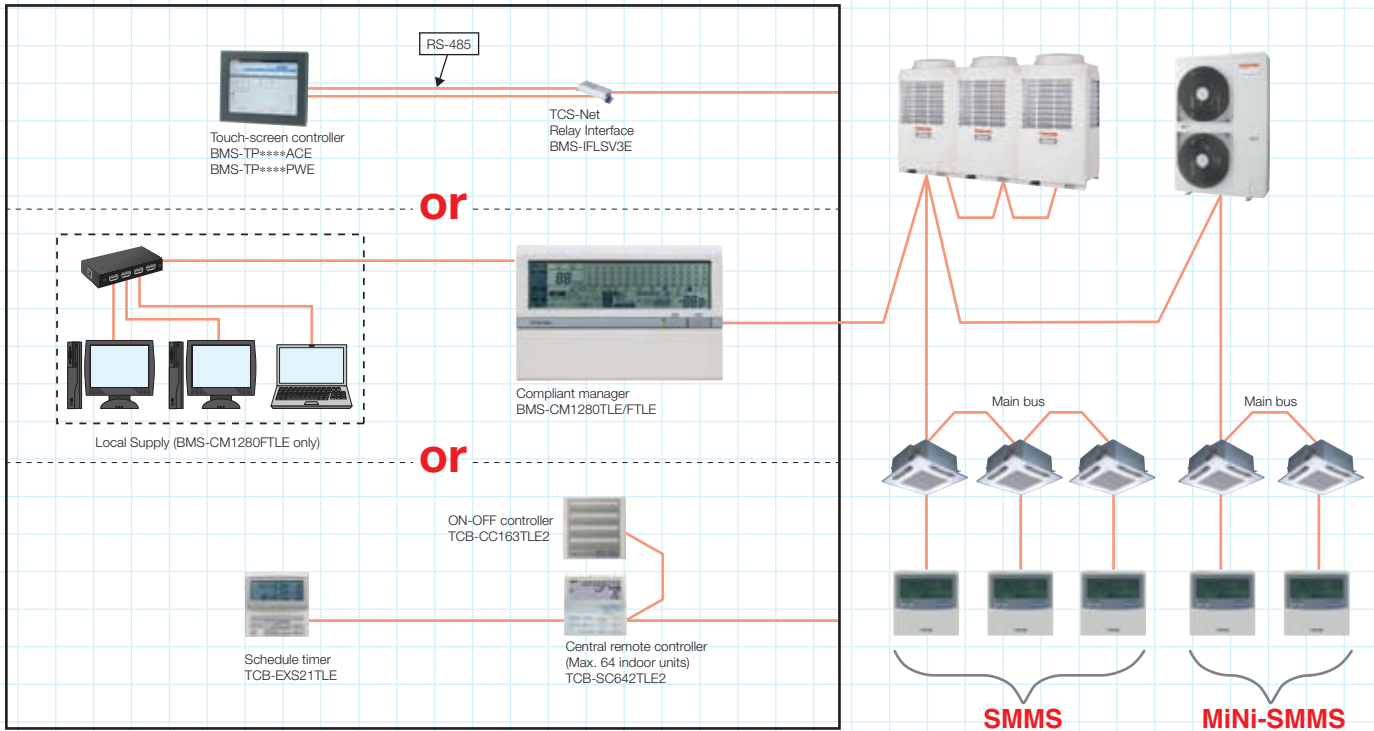 RS-485
Touch-screen controller
BMS-TP****ACE
BMS-TP****PWE
TCS-Net
Relay Interface
BMS-IFLSV3E
or
Compliant manager
BMS-CM1280TLE/FTLE
Local Supply (BMS-CM1280FTLE only)
or
ON-OFF controller
TCB-CC163TLE2
Schedule timer
TCB-EXS21TLE
Central remote controller
(Max. 64 indoor units)
TCB-SC642TLE2
Main bus
Main bus
SMMS
MiNi-SMMS